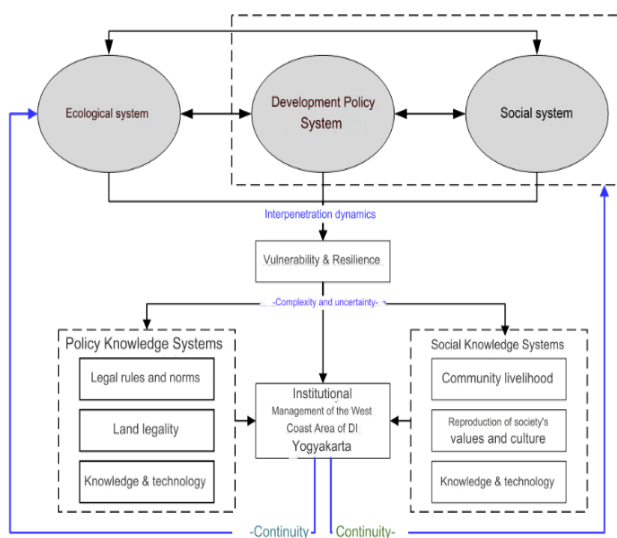 Ecological system
Development Policy
System
Social system
Interpenetration dynamics
Vulnerability & Resilience
-Complexity and uncertainty-
Policy Knowledge Systems
Legal rules and norms
Land legality
Knowledge & technology
Institutional
Management of the West
Coast Area of DI
Yogyakarta
Social Knowledge Systems
Community livelihood
Reproduction of society's
values and culture
Knowledge & technology
-Continuity
Continuity-